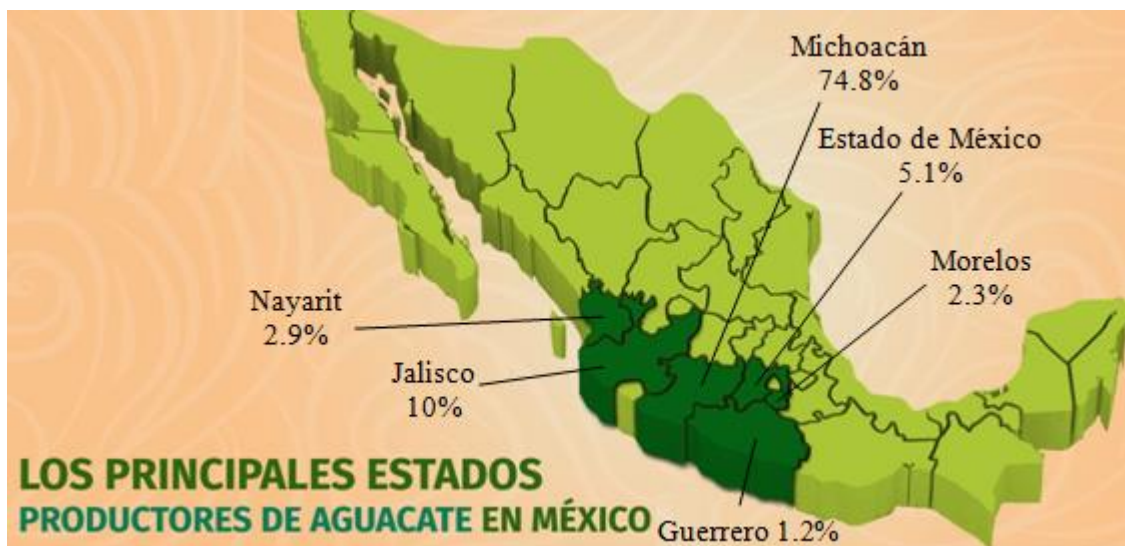 Michoacán
74.8%
Estado de México
5.1%
Morelos
2.3%
Nayarit
2.9%
Jalisco
10%
LOS PRINCIPALES ESTADOS
PRODUCTORES DE AGUACATE EN MÉXICO
Guerrero 1.2%